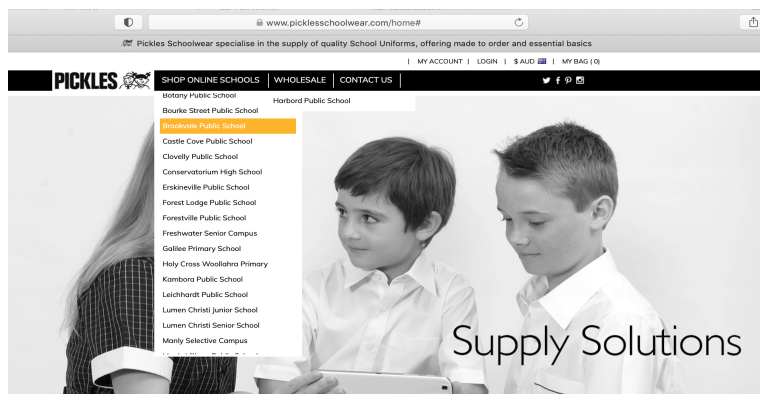 www.picklesschoolwear.com/home#
Pickles Schoolwear specialise in the supply of quality School Uniforms, offering made to order and essential basics
| MY ACCOUNT | LOGIN | $ AUD | MY BAG ( 0)
PICKLES SHOP ONLINE SCHOOLS | WHOLESALE | CONTACT US |
Botany Public School
Harbord Public School
Bourke Street Public School
Brookvale Public School
Castle Cove Public School
Clovelly Public School
Conservatorium High School
Erskineville Public School
Forest Lodge Public School
Forestville Public School
Freshwater Senior Campus
Galilee Primary School
Holy Cross Woollahra Primary
Kambora Public School
Leichhardt Public School
Lumen Christi Junior School
Lumen Christi Senior School
Manly Selective Campus
Supply Solutions